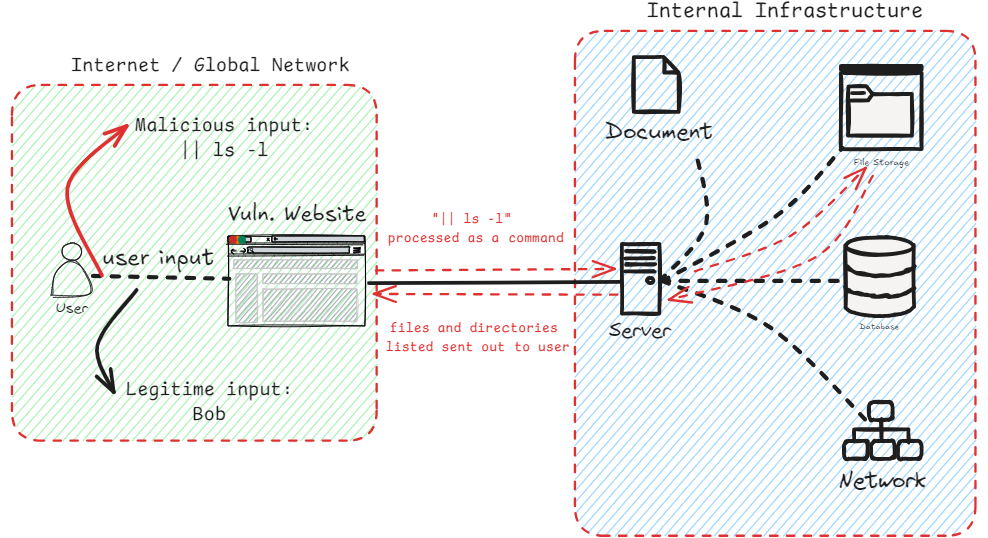 Internal Infrastructure
Internet / Global Network
Malicious input:
|| ls -l
Document
File Storage
Vuln. Website
"|| ls -l"
processed as a command
user input
User
Server
Database
files and directories
listed sent out to user
Legitime input:
Bob
Network